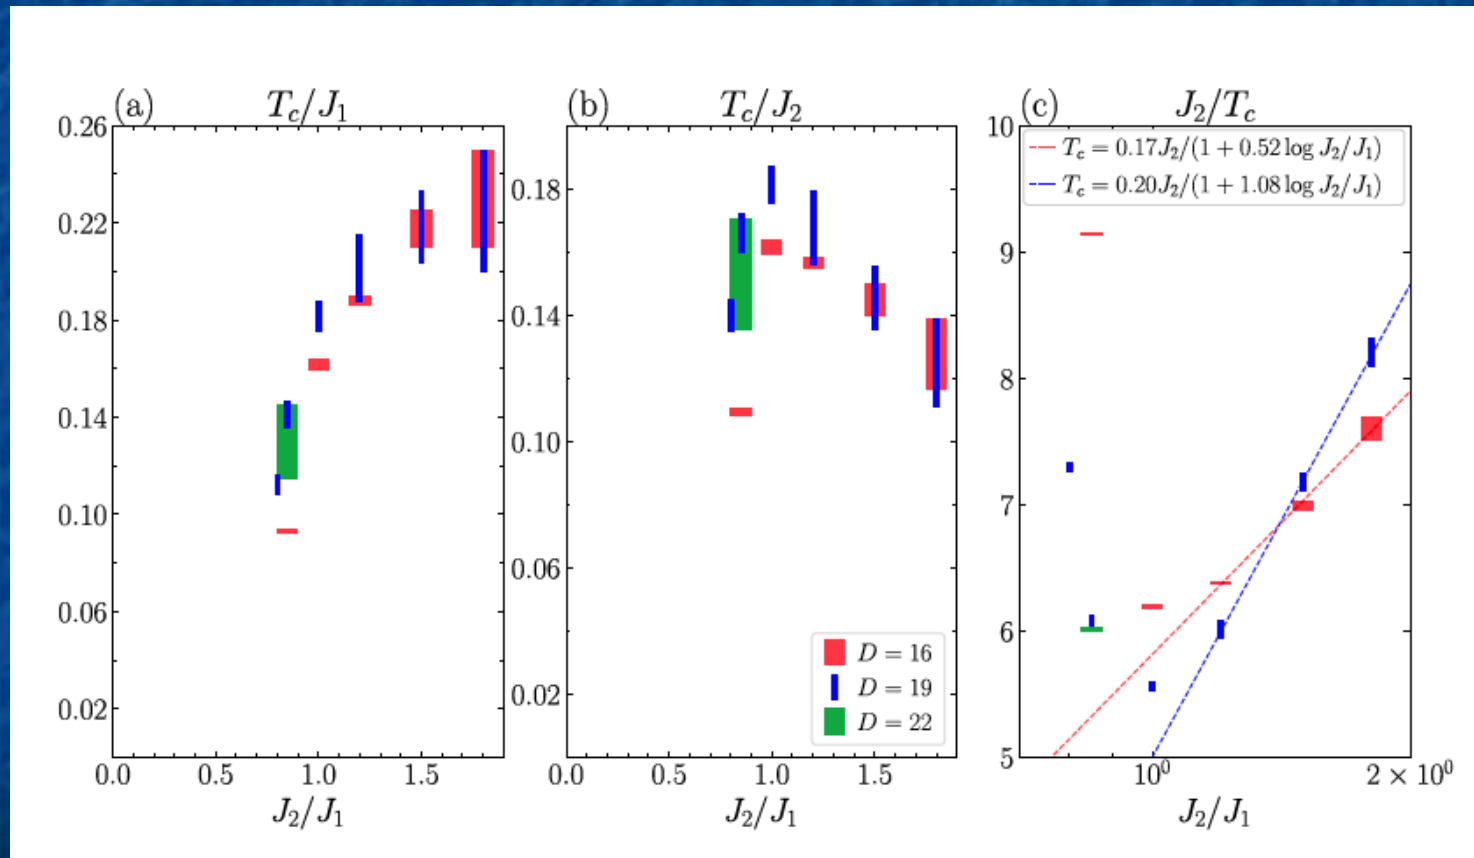 (a) T_c/J_1
0.26
0.22
0.18
0.14
0.10
0.06
0.02
0.0 0.5 1.0 1.5
J_2/J_1
(b) T_c/J_2
0.18
0.14
0.10
0.06
0.02
D = 16
D = 19
D = 22
0.0 0.5 1.0 1.5
J_2/J_1
(c) J_2/T_c
10
9
8
7
6
5
T_c = 0.17J_2/(1 + 0.52 log J_2/J_1)
T_c = 0.20J_2/(1 + 1.08 log J_2/J_1)
10^0 2 × 10^0
J_2/J_1